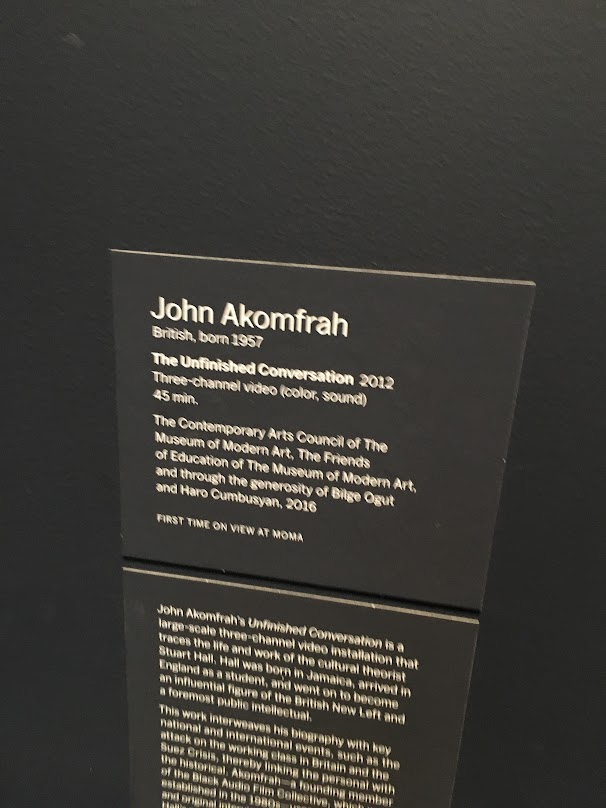 John Akomfrah
British, born 1957
The Unfinished Conversation 2012
Three-channel video (color, sound)
45 min.
The Contemporary Arts Council of The
Museum of Modern Art, The Friends
of Education of The Museum of Modern Art,
and through the generosity of Bilge Ogut
and Haro Cumbusyan, 2016
FIRST TIME ON VIEW AT MOMA
John Akomfrah's Unfinished Conversation is a
large-scale three-channel video installation that
traces the life and work of the cultural theorist
Stuart Hall. Hall was born in Jamaica, arrived in
England as a student, and went on to become
an influential figure of the British New Left and
a foremost public intellectual.
This work interweaves his biography with key
national and international events, such as the
attack on the working class in Britain and the
Suez Crisis, thereby linking the personal with
the historical. Akomfrah—a founding member
of the Black Audio Film Collective, which
established in the 1980s